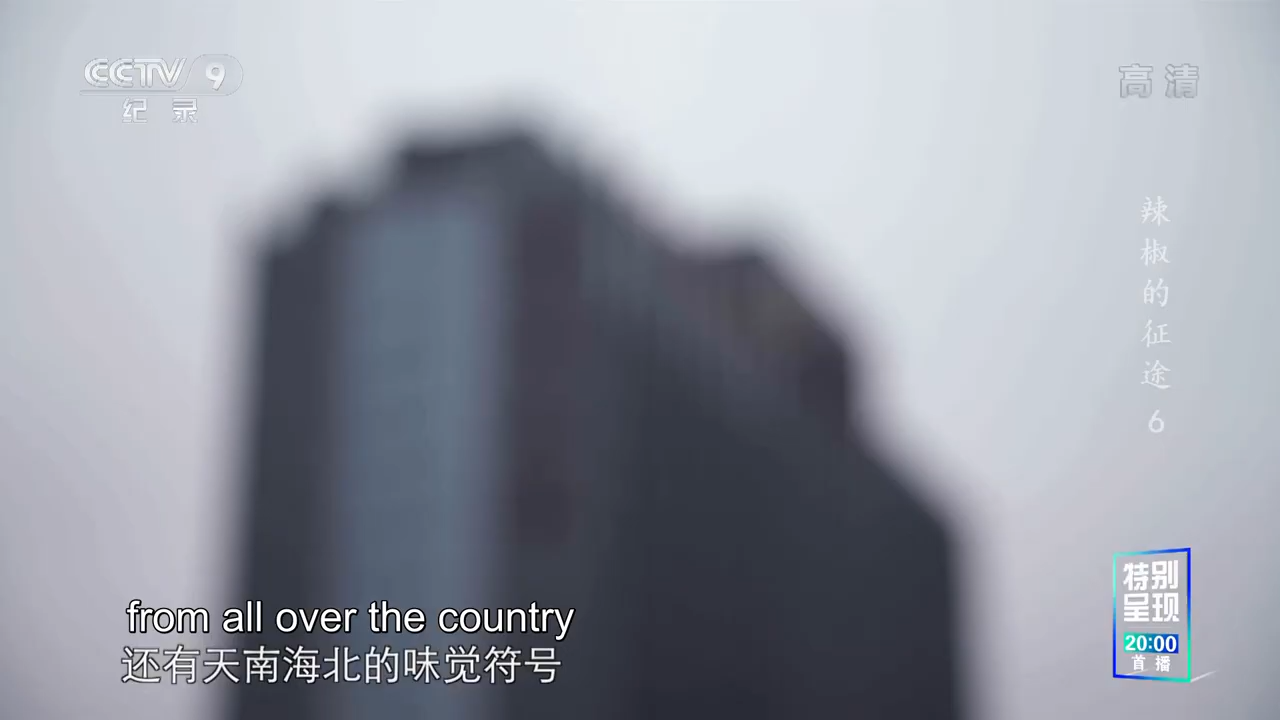 CCTV 9
纪录
高清
辣椒的征途 6
特别
呈现
20:00
首播
from all over the country
还有天南海北的味觉符号